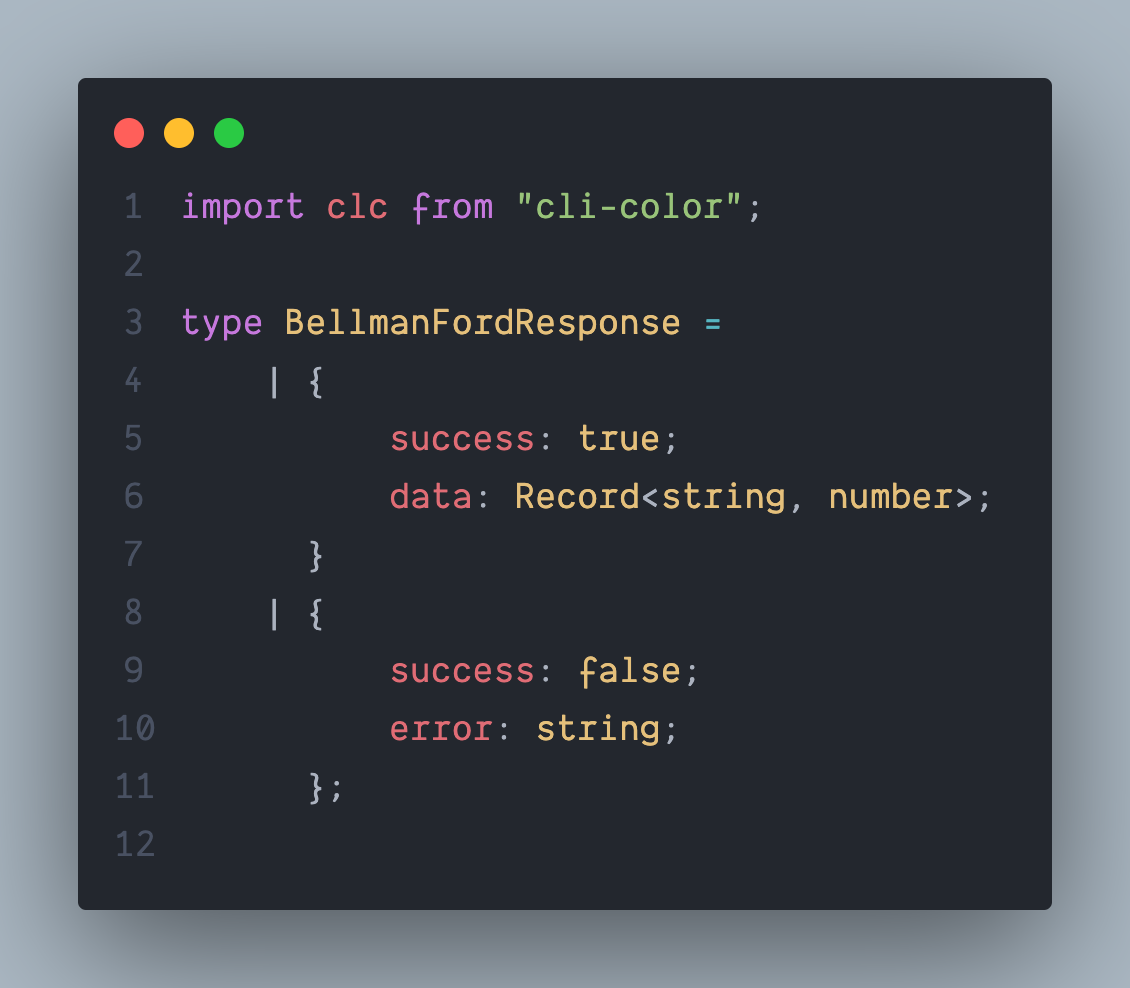 1 import clc from "cli-color";
2
3 type BellmanFordResponse =
4     | {
5           success: true;
6           data: Record<string, number>;
7       }
8     | {
9           success: false;
10           error: string;
11       };
12